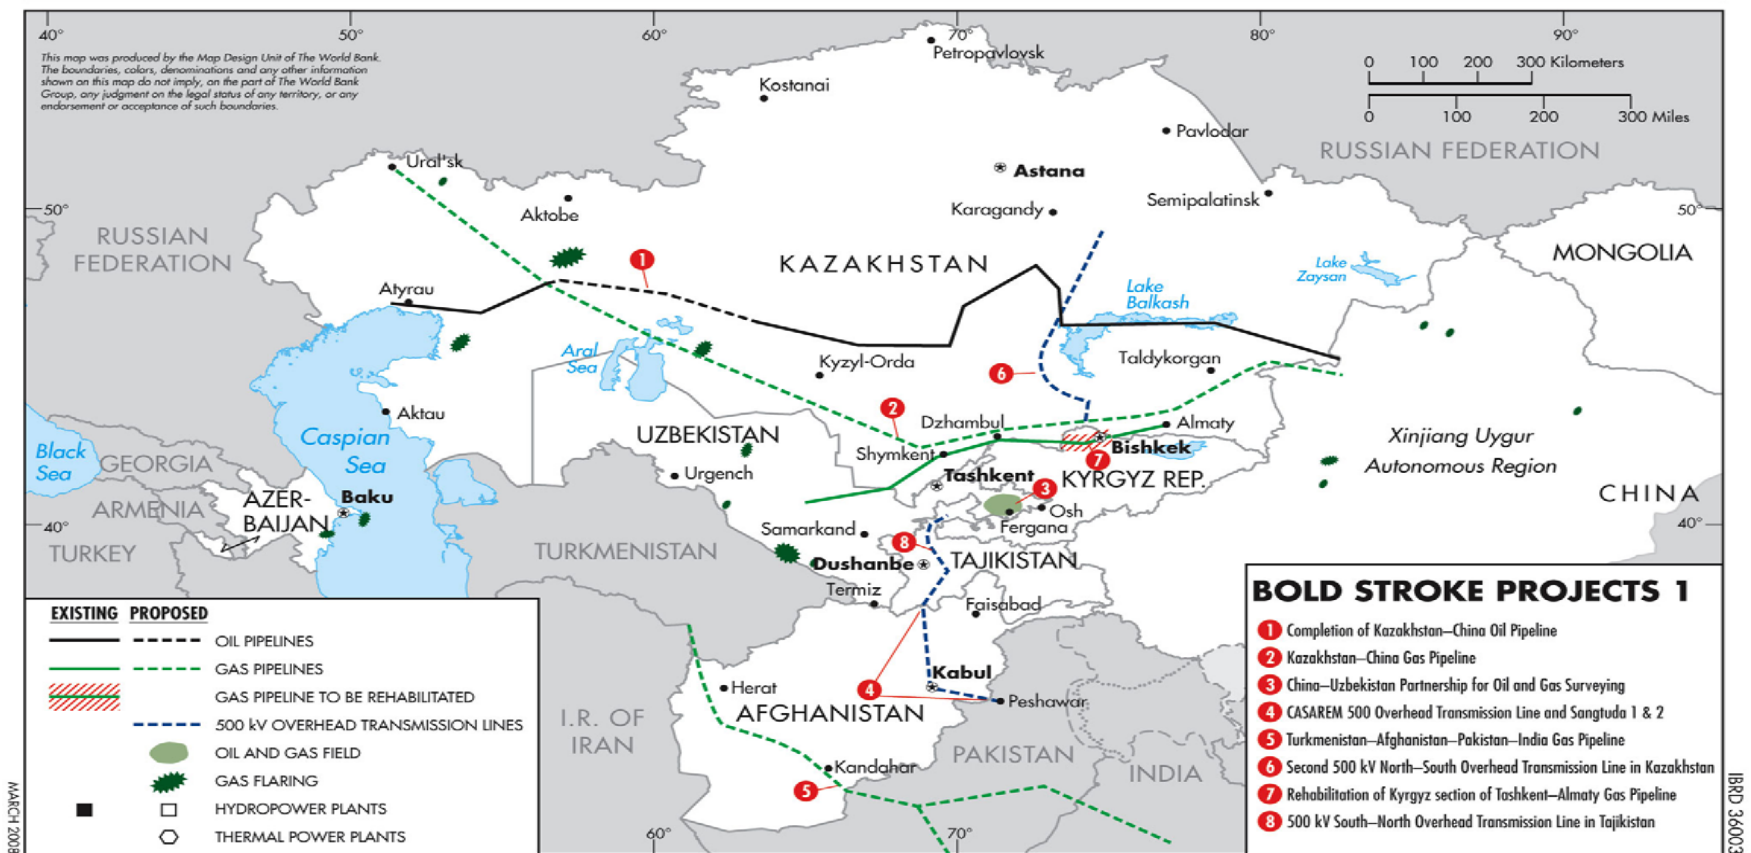 40°
50°
60°
70°
80°
90°
This map was produced by the Map Design Unit of The World Bank.
The boundaries, colors, denominations and any other information
shown on this map do not imply, on the part of The World Bank
Group, any judgment on the legal status of any territory, or any
endorsement or acceptance of such boundaries.
Petropavlovsk
Kostanai
0 100 200 300 Kilometers
0 100 200 300 Miles
Pavlodar
RUSSIAN FEDERATION
Ural'sk
Astana
Semipalatinsk
Aktobe
Karagandy
50°
50°
RUSSIAN
FEDERATION
1
KAZAKHSTAN
MONGOLIA
Lake
Zaysan
Atyrau
Lake
Balkash
Aral
Sea
Kyzyl-Orda
Taldykorgan
6
Aktau
2
Dzhambul
Almaty
Caspian
Sea
UZBEKISTAN
Shymkent
Bishkek
7
Black
Sea
GEORGIA
Urgench
Tashkent
KYRGYZ REP.
Xinjiang Uygur
Autonomous Region
ARMENIA
AZER-
BAIJAN
Baku
3
Osh
Fergana
CHINA
40°
40°
TURKEY
TURKMENISTAN
Samarkand
8
Dushanbe
TAJIKISTAN
Termiz
Faisabad
Kabul
4
Herat
Peshawar
AFGHANISTAN
I.R. OF
IRAN
PAKISTAN
INDIA
Kandahar
5
60°
70°
EXISTING PROPOSED
OIL PIPELINES
GAS PIPELINES
GAS PIPELINE TO BE REHABILITATED
500 kV OVERHEAD TRANSMISSION LINES
OIL AND GAS FIELD
GAS FLARING
HYDROPOWER PLANTS
THERMAL POWER PLANTS
BOLD STROKE PROJECTS 1
1 Completion of Kazakhstan–China Oil Pipeline
2 Kazakhstan–China Gas Pipeline
3 China–Uzbekistan Partnership for Oil and Gas Surveying
4 CASAREM 500 Overhead Transmission Line and Sangtuda 1 & 2
5 Turkmenistan–Afghanistan–Pakistan–India Gas Pipeline
6 Second 500 kV North–South Overhead Transmission Line in Kazakhstan
7 Rehabilitation of Kyrgyz section of Tashkent–Almaty Gas Pipeline
8 500 kV South–North Overhead Transmission Line in Tajikistan
MARCH 2008
IBRD 36003